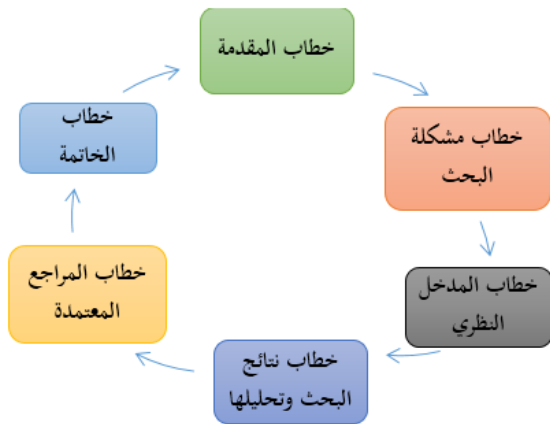 خطاب المقدمة
خطاب مشكلة
البحث
خطاب المدخل
النظري
خطاب نتائج
البحث وتحليلها
خطاب المراجع
المعتمدة
خطاب
الخاتمة